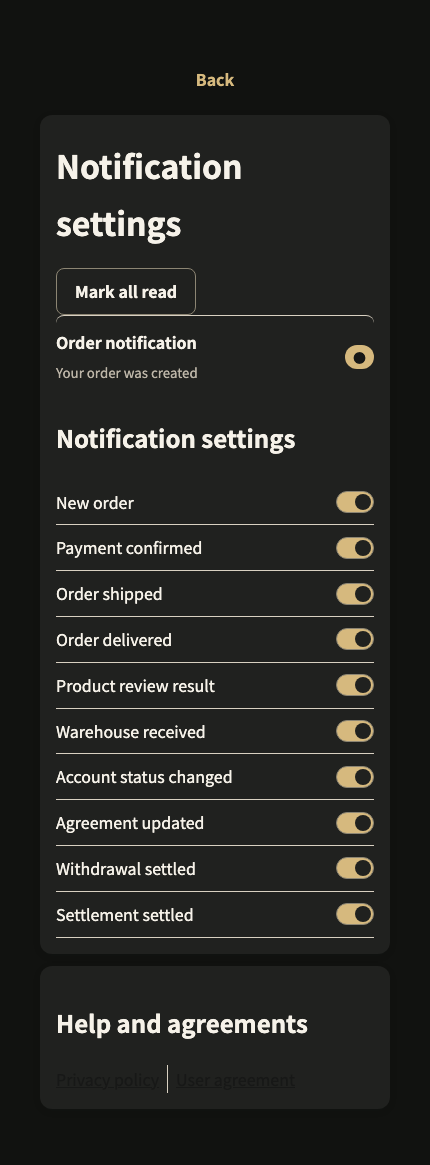 Back
Notification
settings
Mark all read
Order notification
Your order was created
Notification settings
New order
Payment confirmed
Order shipped
Order delivered
Product review result
Warehouse received
Account status changed
Agreement updated
Withdrawal settled
Settlement settled
Help and agreements
Privacy policy User agreement